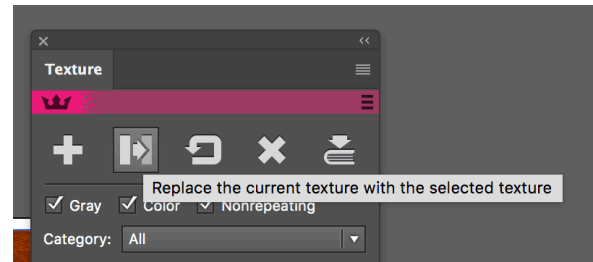 Texture
Replace the current texture with the selected texture
Gray Color Nonrepeating
Category: All